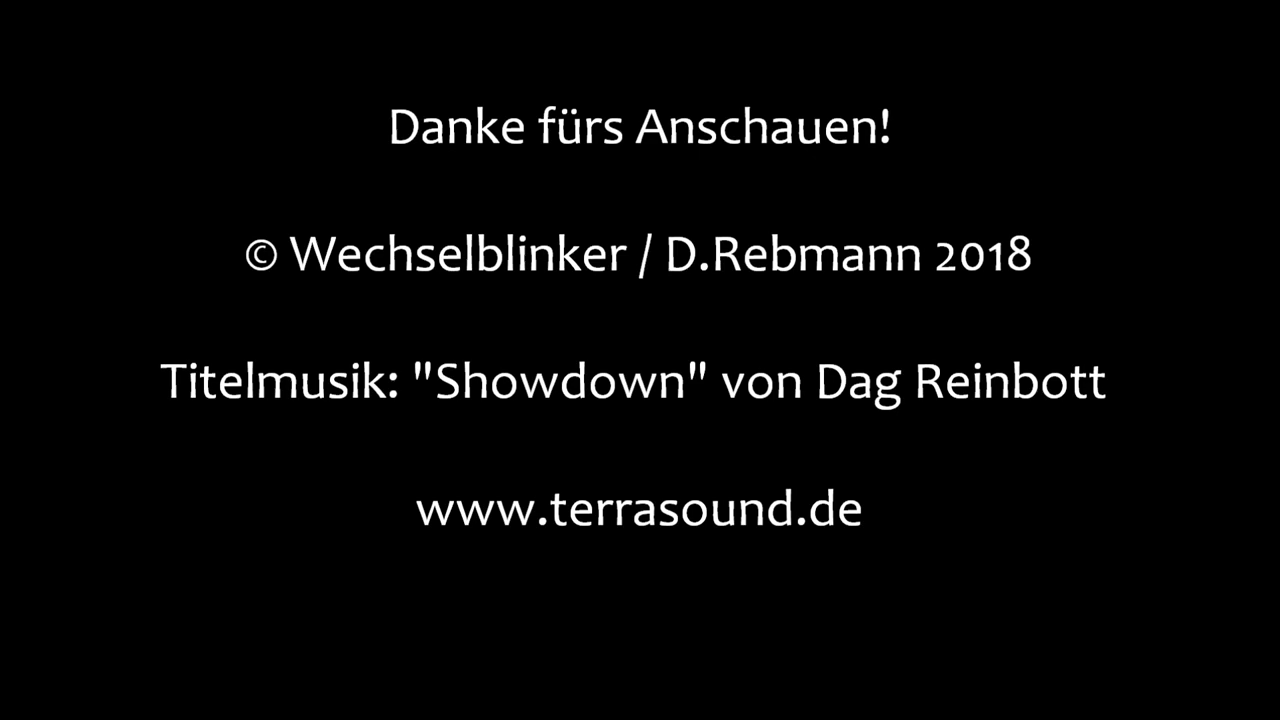 Danke fürs Anschauen!
© Wechselblinker / D.Rebmann 2018
Titelmusik: "Showdown" von Dag Reinbott
www.terrasound.de